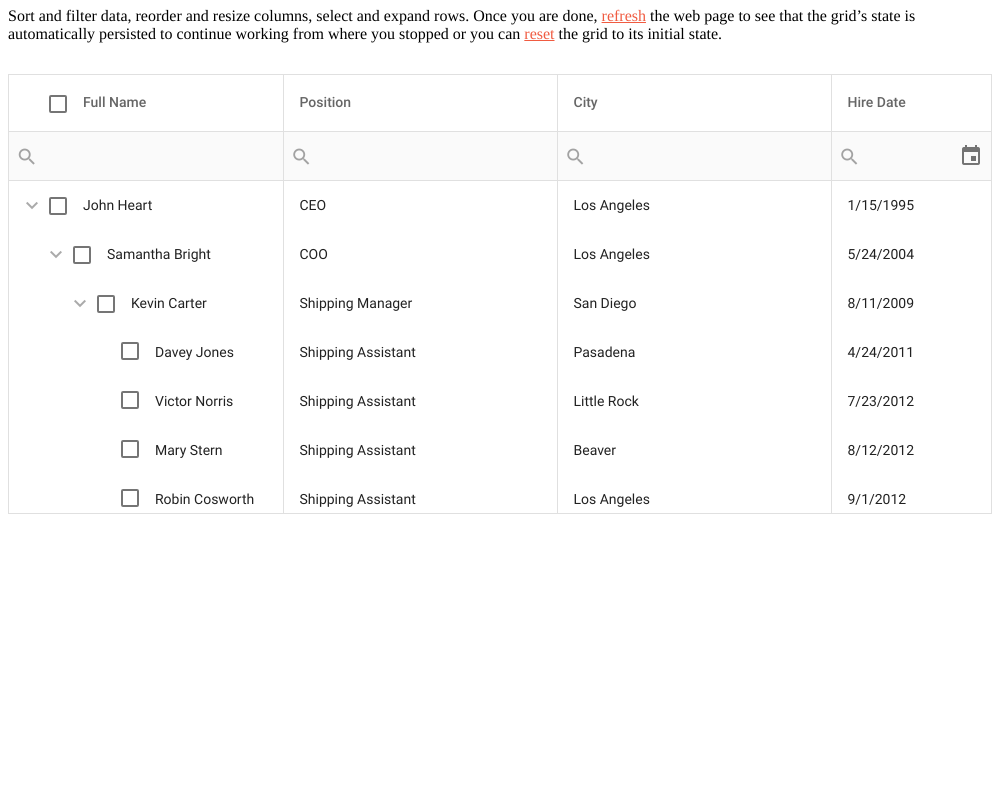 Sort and filter data, reorder and resize columns, select and expand rows. Once you are done, refresh the web page to see that the grid’s state is
automatically persisted to continue working from where you stopped or you can reset the grid to its initial state.
Full Name Position City Hire Date
John Heart CEO Los Angeles 1/15/1995
Samantha Bright COO Los Angeles 5/24/2004
Kevin Carter Shipping Manager San Diego 8/11/2009
Davey Jones Shipping Assistant Pasadena 4/24/2011
Victor Norris Shipping Assistant Little Rock 7/23/2012
Mary Stern Shipping Assistant Beaver 8/12/2012
Robin Cosworth Shipping Assistant Los Angeles 9/1/2012